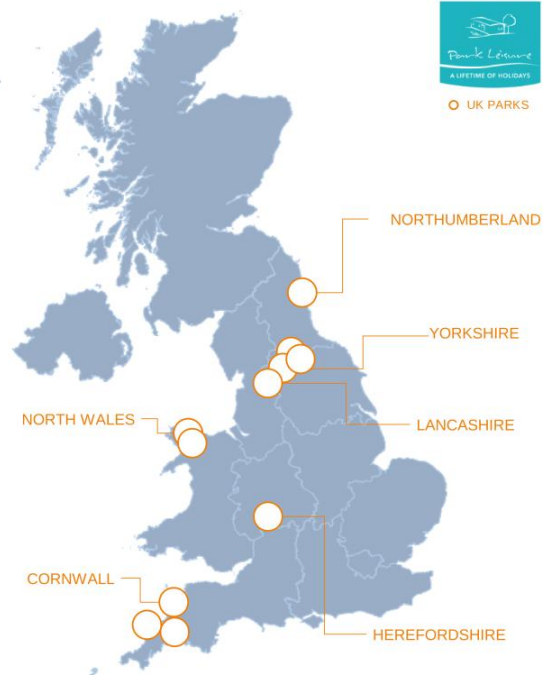 Park Leisure
A LIFETIME OF HOLIDAYS
UK PARKS
NORTHUMBERLAND
YORKSHIRE
NORTH WALES
LANCASHIRE
CORNWALL
HEREFORDSHIRE